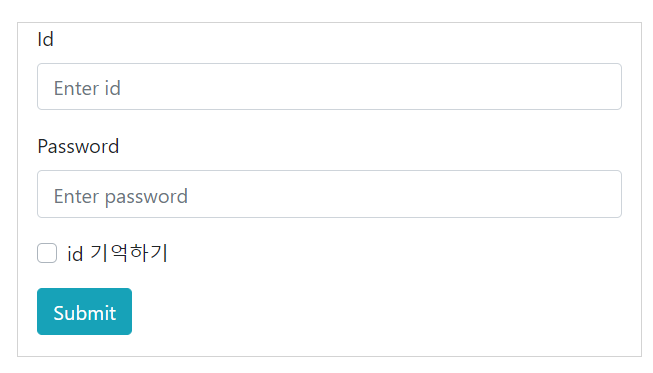 Id
Enter id
Password
Enter password
id 기억하기
Submit